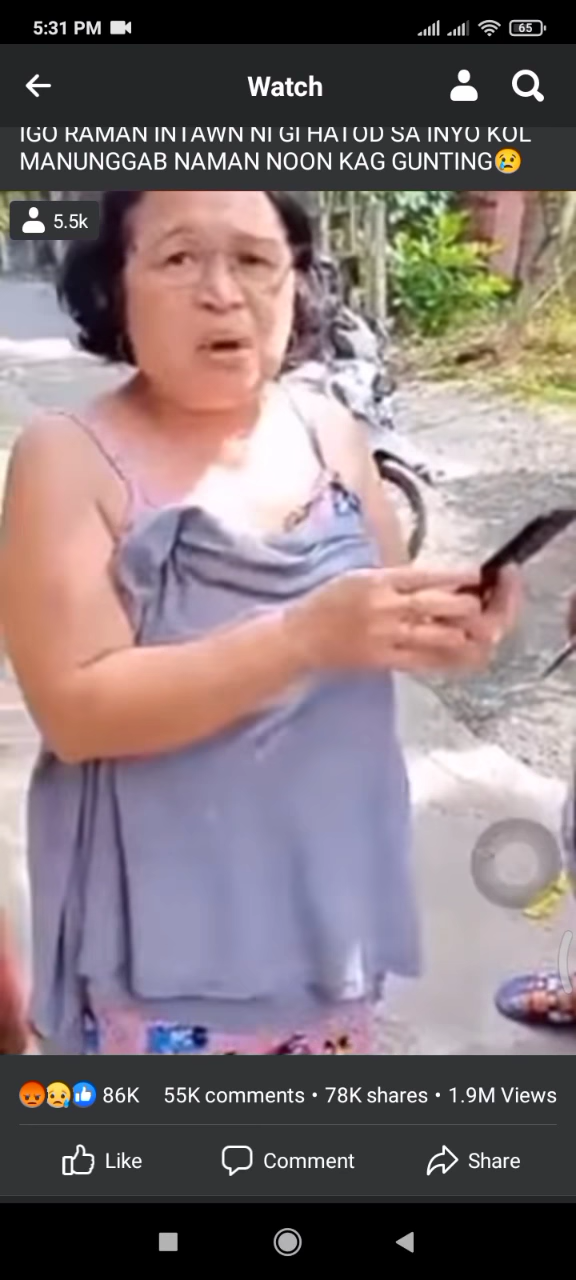 5:31 PM
65
Watch
IGO RAMAN INTAWN NI GI HATOD SA INYO KOL
MANUNGGAB NAMAN NOON KAG GUNTING😢
5.5k
86K 55K comments • 78K shares • 1.9M Views
Like Comment Share